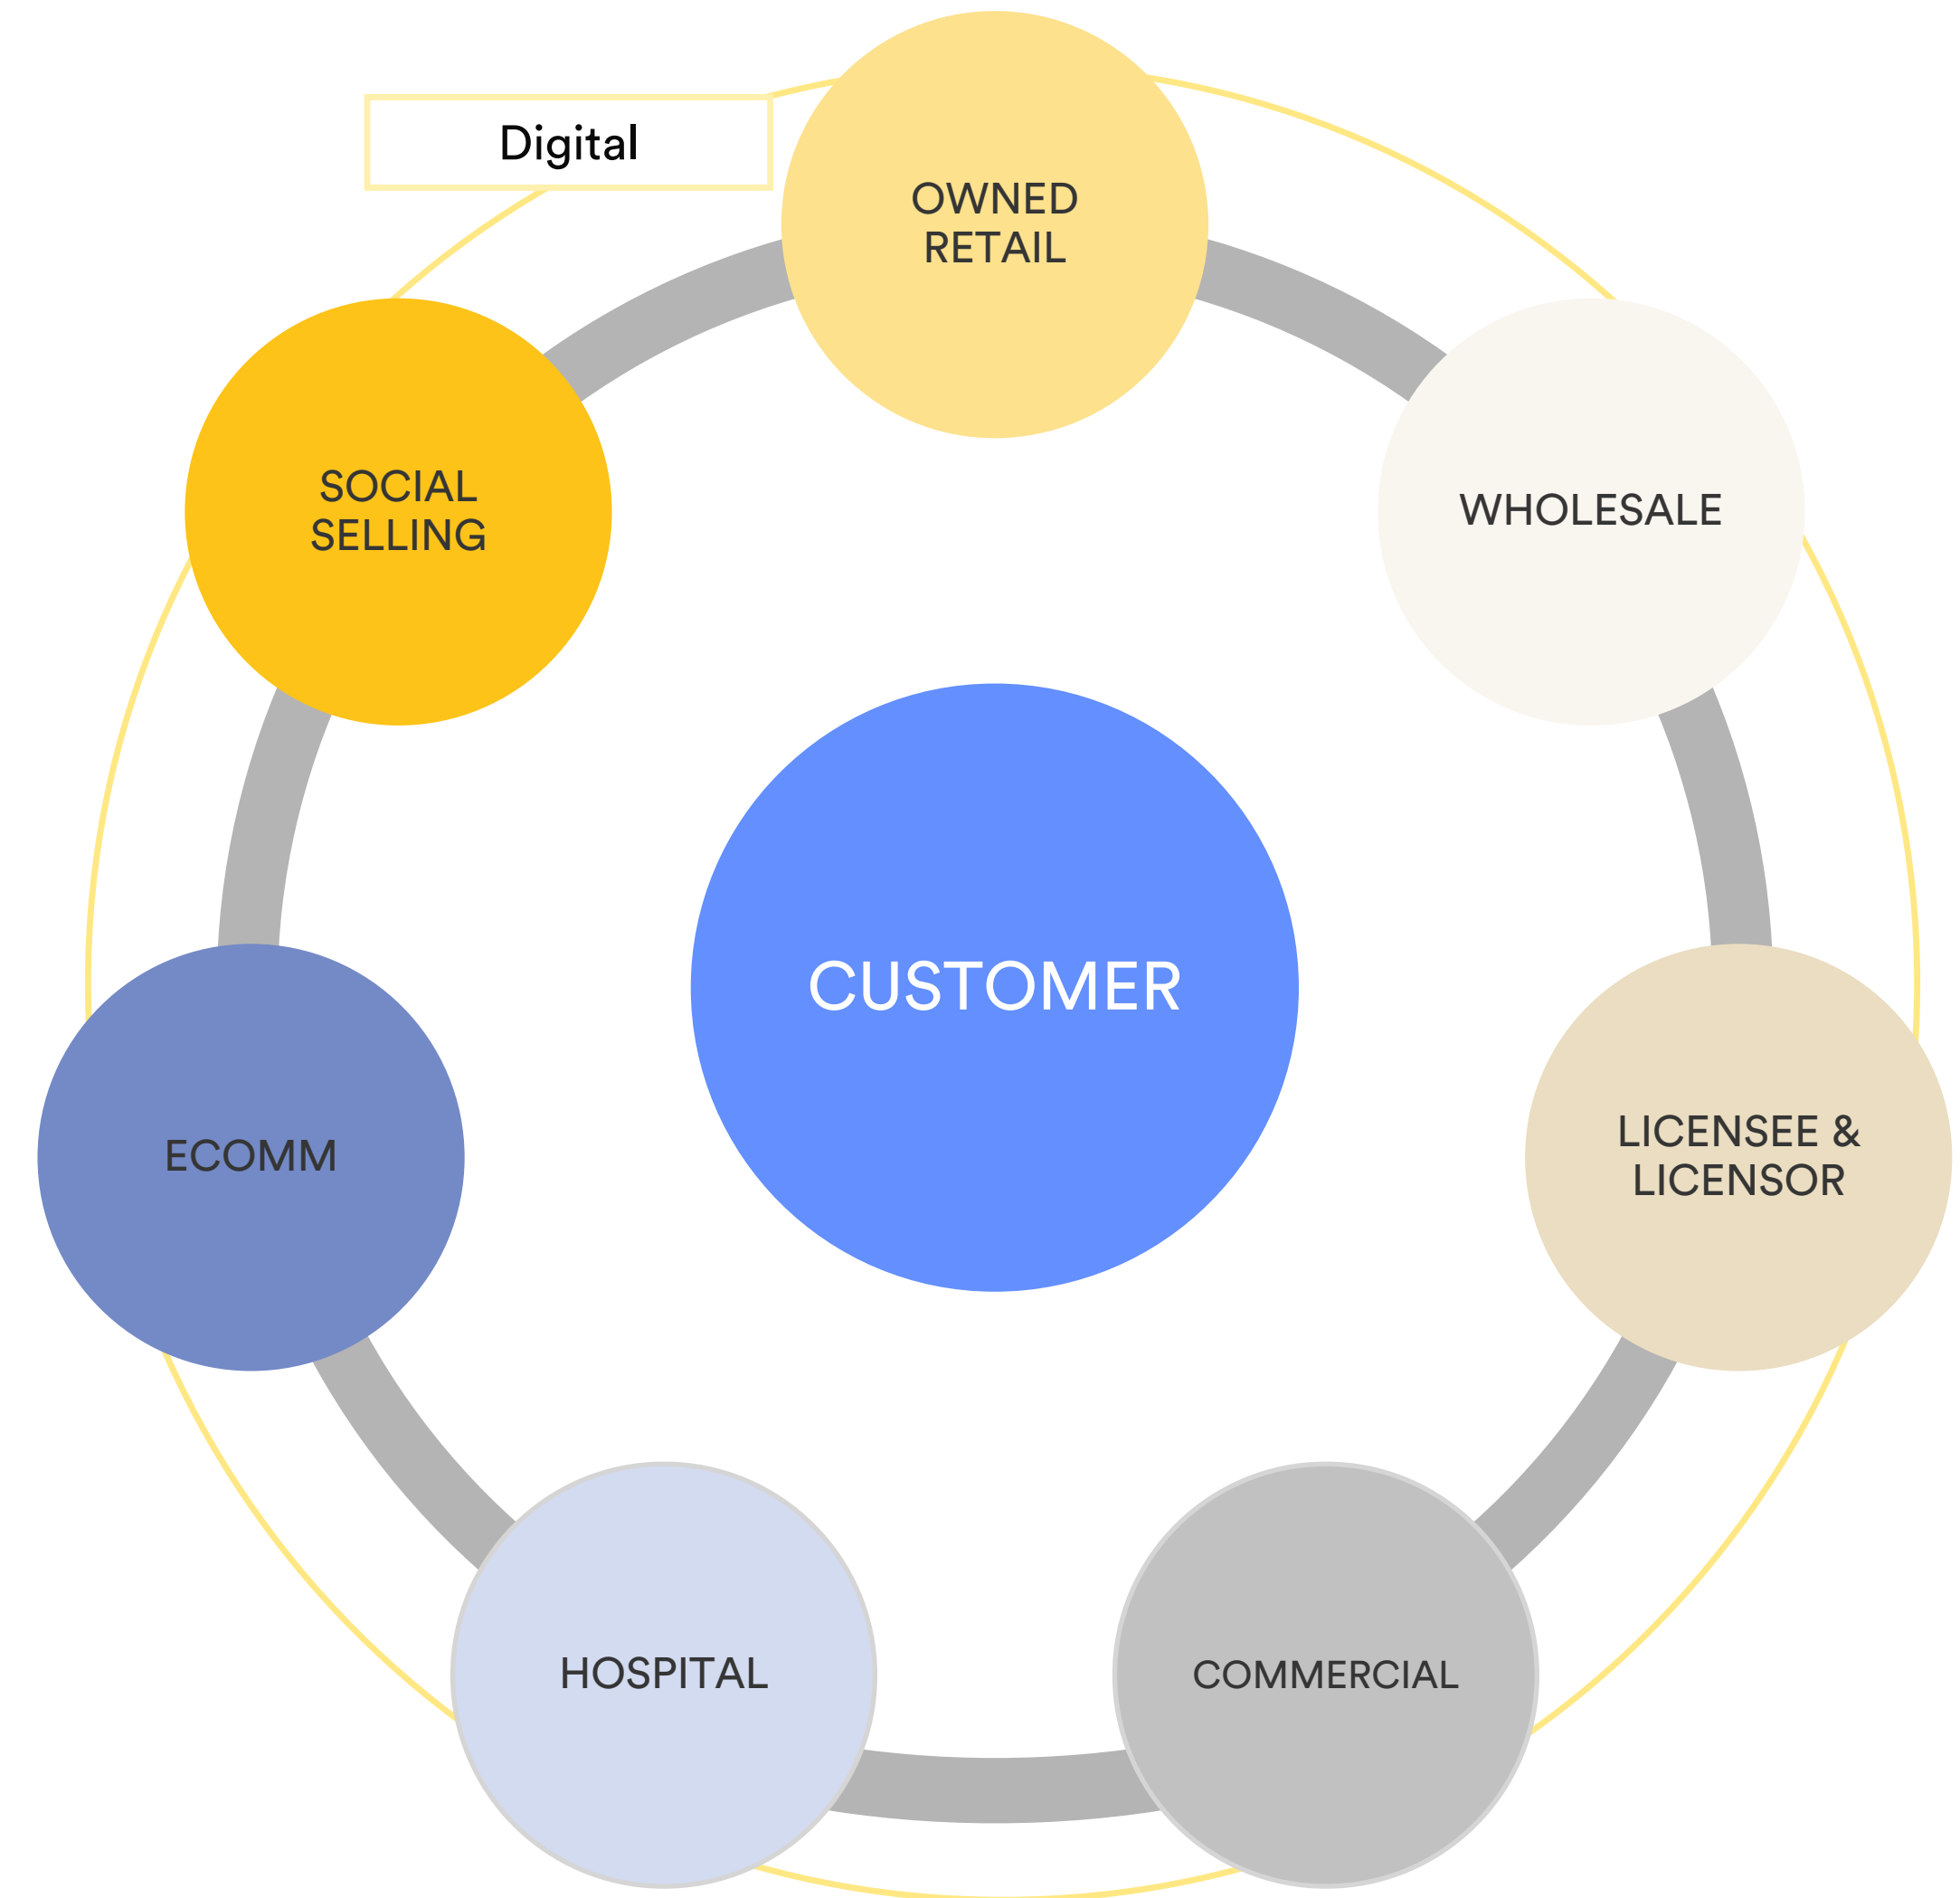 Digital
OWNED
RETAIL
SOCIAL
SELLING
WHOLESALE
CUSTOMER
ECOMM
LICENSEE &
LICENSOR
HOSPITAL
COMMERCIAL